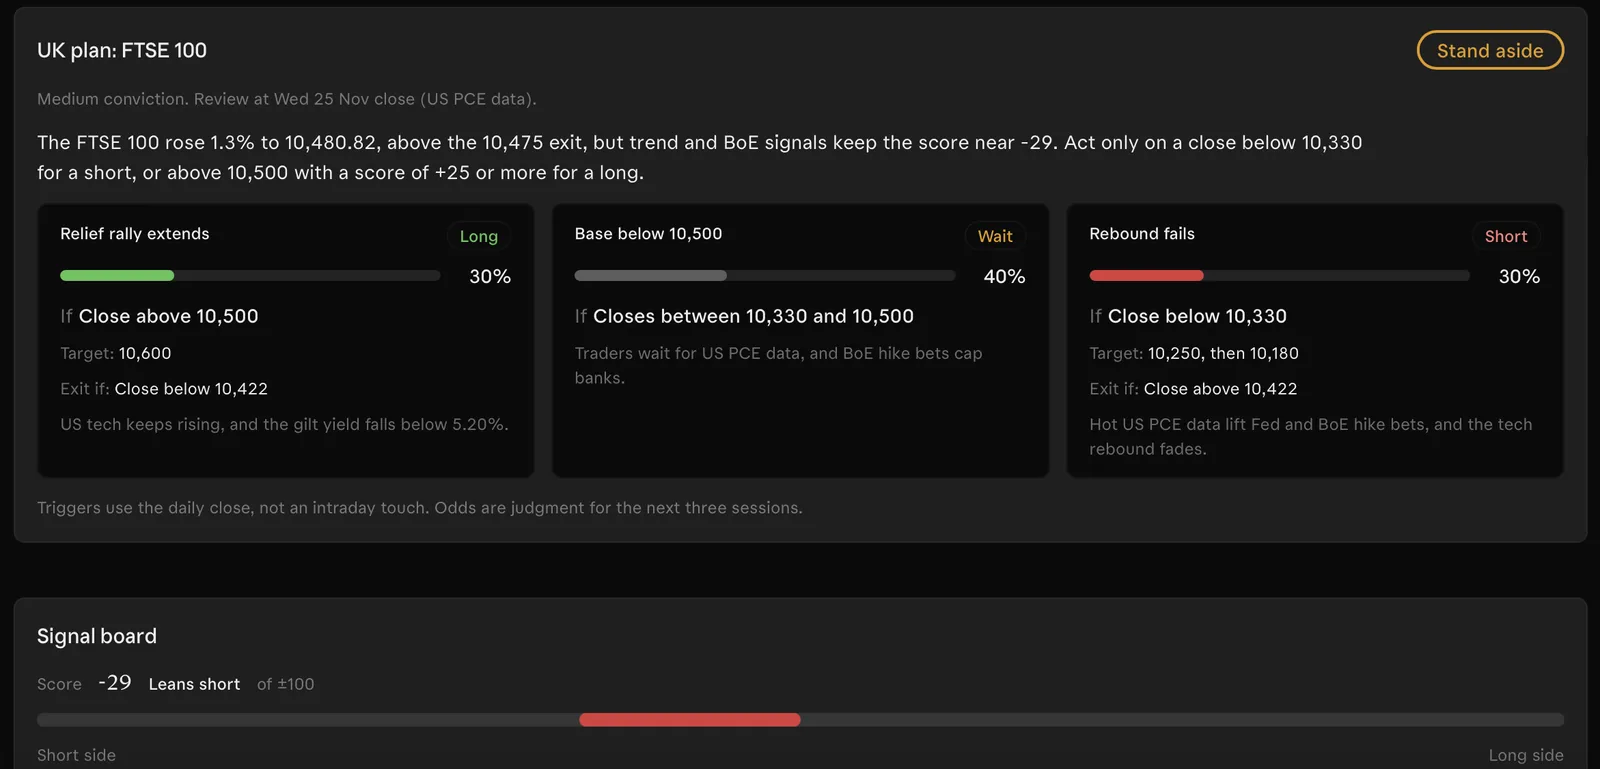 UK plan: FTSE 100
Stand aside
Medium conviction. Review at Wed 25 Nov close (US PCE data).
The FTSE 100 rose 1.3% to 10,480.82, above the 10,475 exit, but trend and BoE signals keep the score near -29. Act only on a close below 10,330
for a short, or above 10,500 with a score of +25 or more for a long.
Relief rally extends
Long
30%
If Close above 10,500
Target: 10,600
Exit if: Close below 10,422
US tech keeps rising, and the gilt yield falls below 5.20%.
Base below 10,500
Wait
40%
If Closes between 10,330 and 10,500
Traders wait for US PCE data, and BoE hike bets cap
banks.
Rebound fails
Short
30%
If Close below 10,330
Target: 10,250, then 10,180
Exit if: Close above 10,422
Hot US PCE data lift Fed and BoE hike bets, and the tech
rebound fades.
Triggers use the daily close, not an intraday touch. Odds are judgment for the next three sessions.
Signal board
Score -29 Leans short of ±100
Short side
Long side